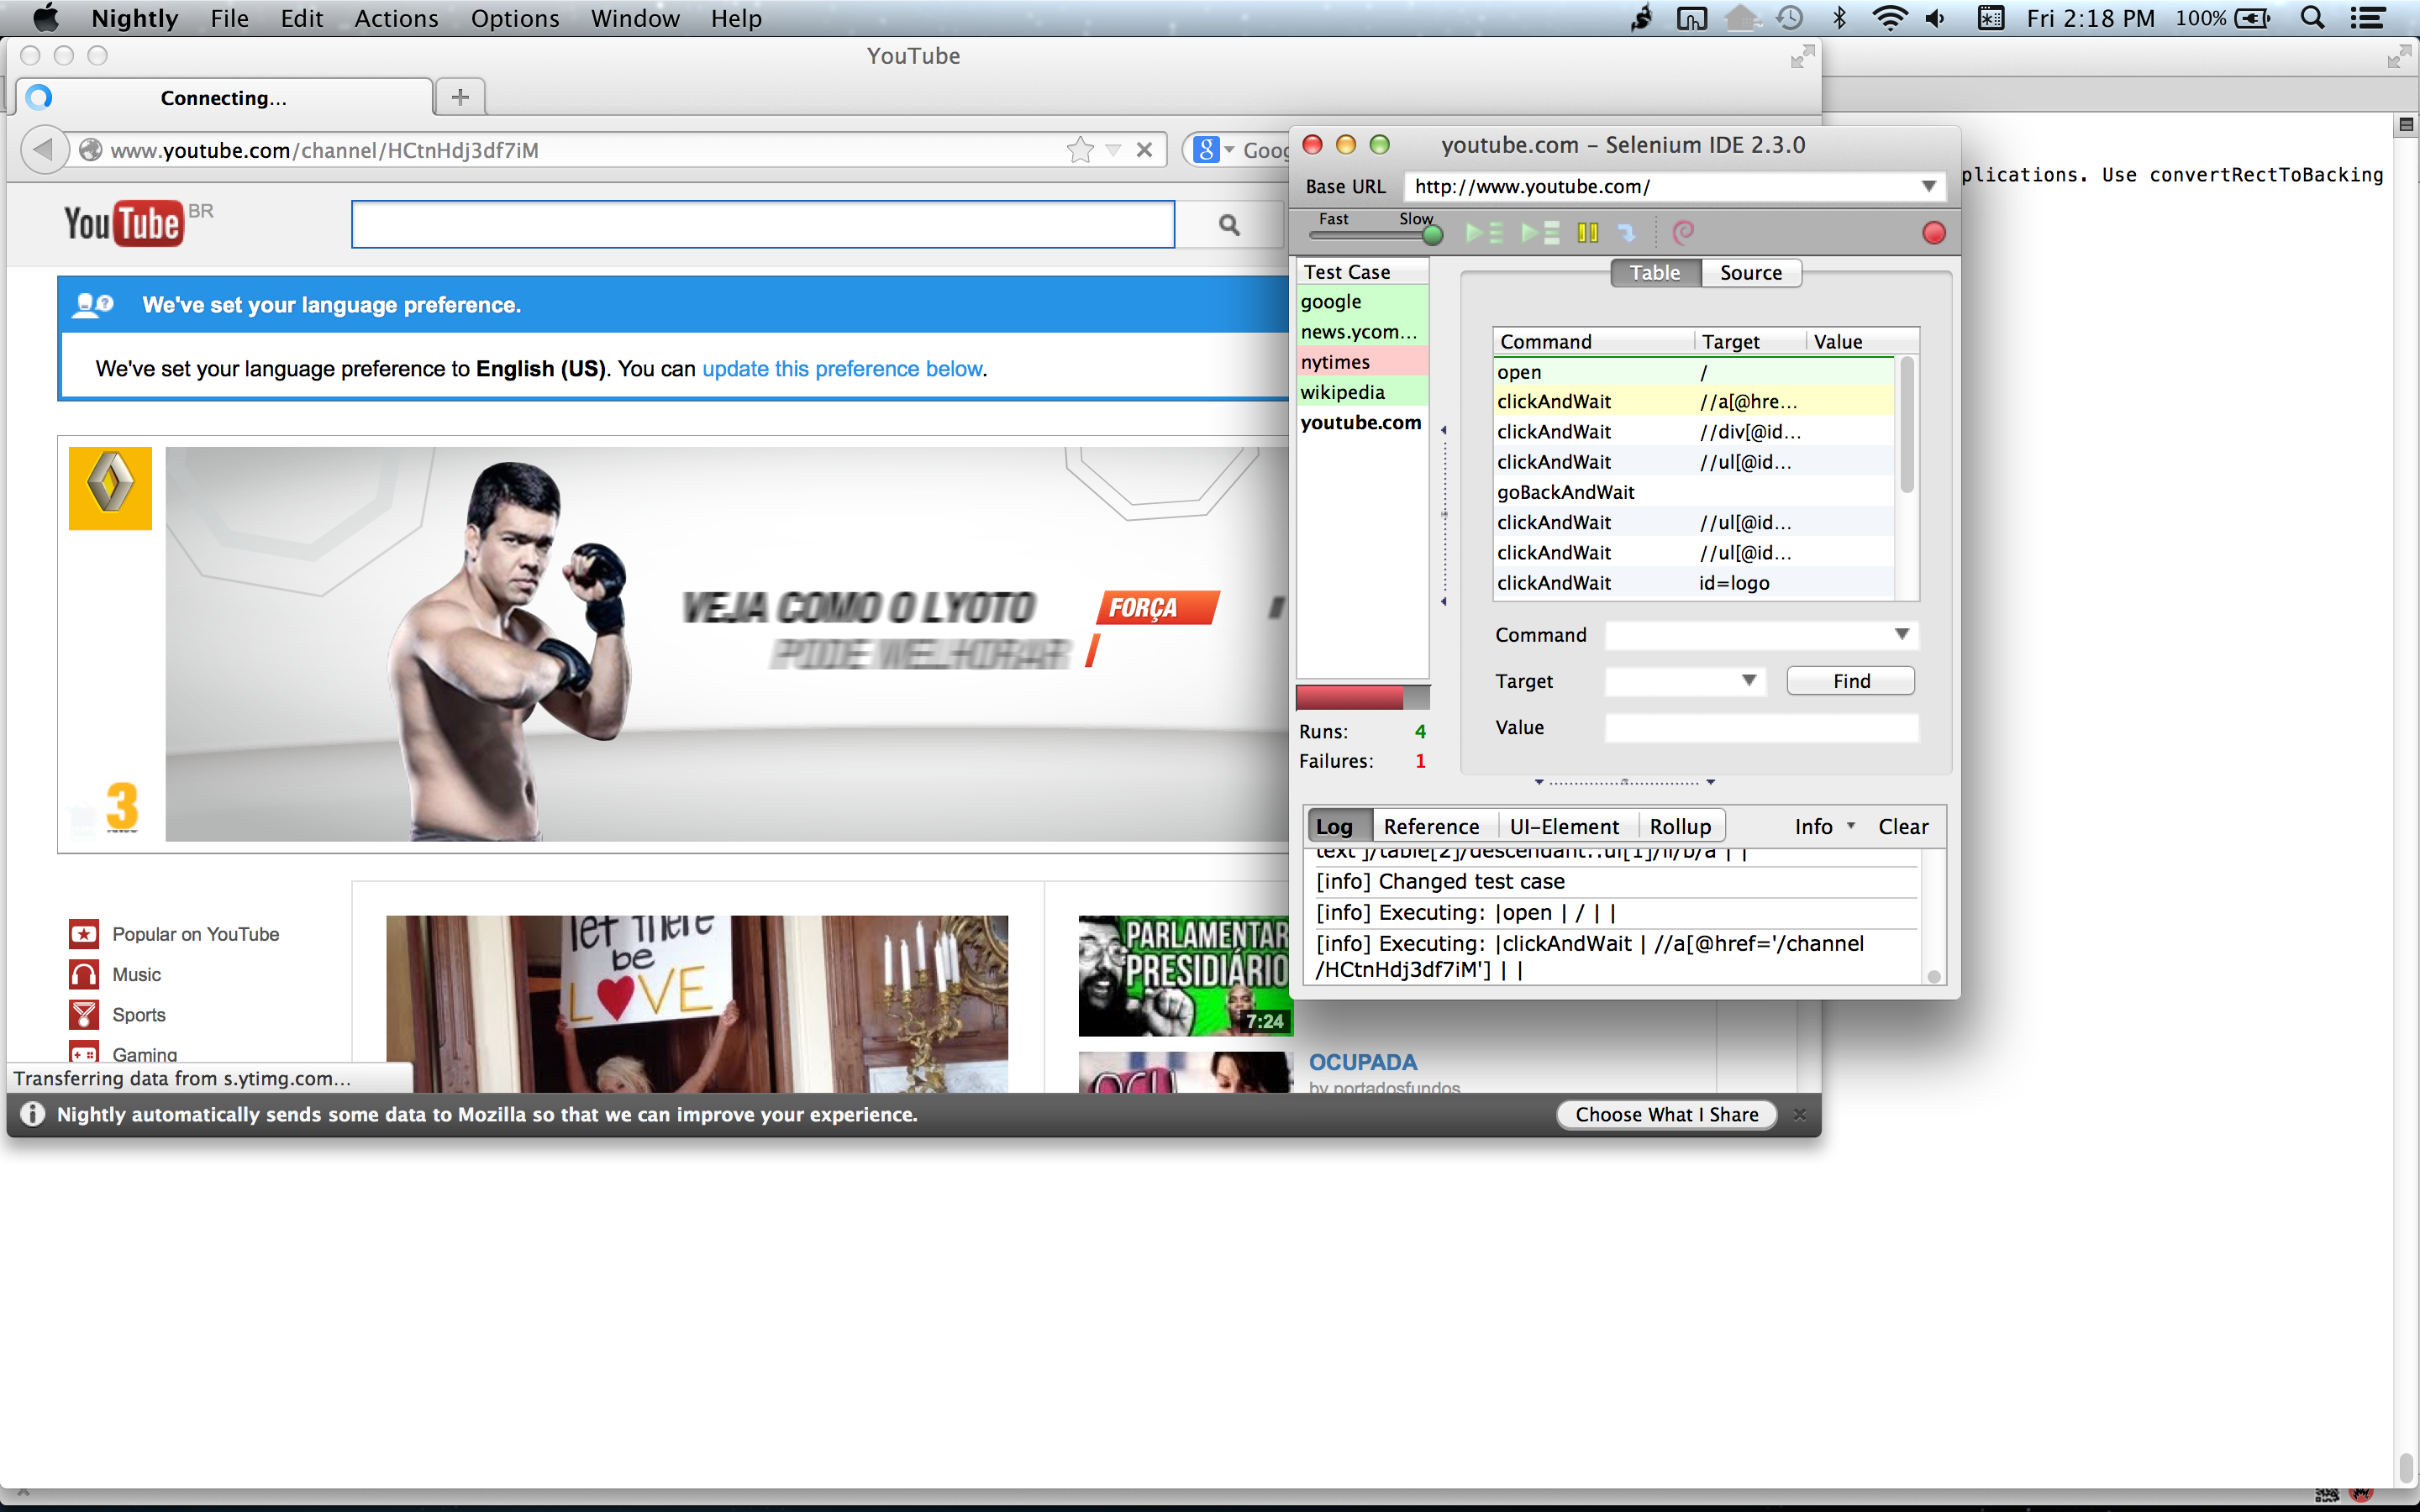 Nightly File Edit Actions Options Window Help Fri 2:18 PM 100%
YouTube
Connecting...
www.youtube.com/channel/HCtnHdj3df7iM
YouTube BR
We've set your language preference.
We've set your language preference to English (US). You can update this preference below.
VEJA COMO O LYOTO FORÇA
PODE MELHORAR
3
Popular on YouTube
Music
Sports
Gaming
let there
be
LOVE
PARLAMENTAR
PRESIDIÁRIO
7:24
OCUPADA
by portadosfundos
Transferring data from s.ytimg.com...
Nightly automatically sends some data to Mozilla so that we can improve your experience.
Choose What I Share
youtube.com – Selenium IDE 2.3.0
Base URL http://www.youtube.com/
Fast Slow
Test Case
google
news.ycom...
nytimes
wikipedia
youtube.com
Runs: 4
Failures: 1
Table Source
Command Target Value
open /
clickAndWait //a[@hre...
clickAndWait //div[@id...
clickAndWait //ul[@id...
goBackAndWait
clickAndWait //ul[@id...
clickAndWait //ul[@id...
clickAndWait id=logo
Command
Target Find
Value
Log Reference UI-Element Rollup Info Clear
text']/table[2]/descendant::ul[1]/li/b/a | |
[info] Changed test case
[info] Executing: |open | / | |
[info] Executing: |clickAndWait | //a[@href='/channel
/HCtnHdj3df7iM'] | |
plications. Use convertRectToBacking